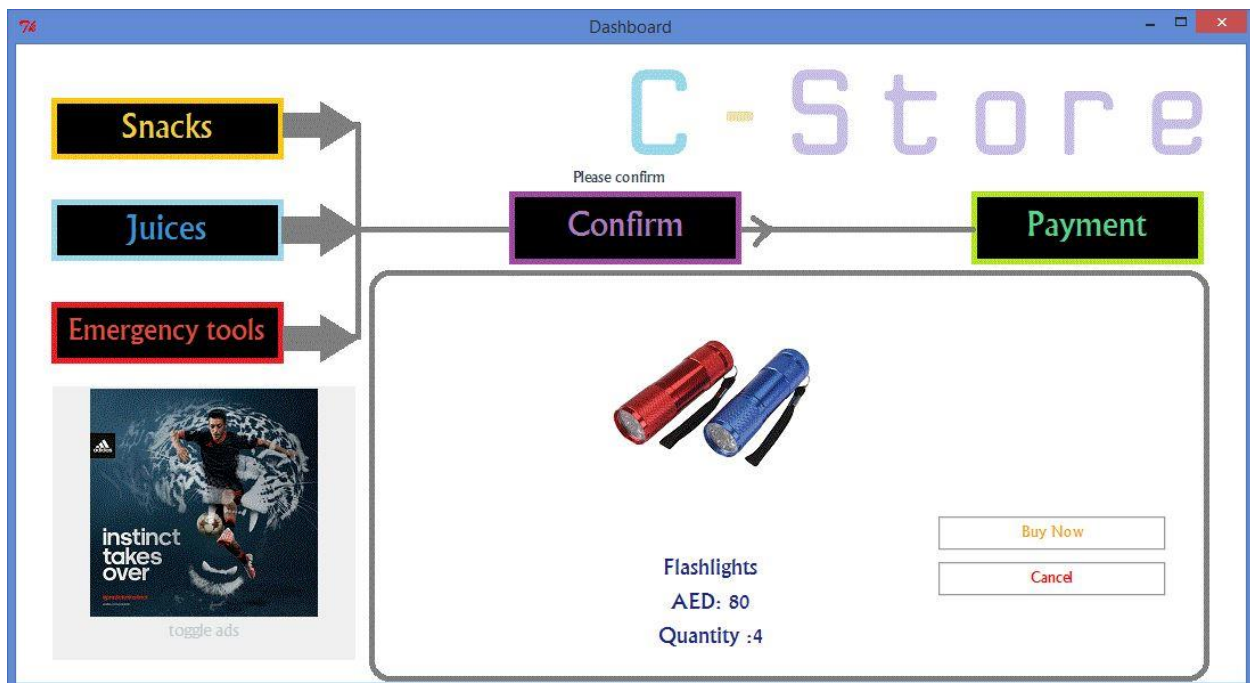 Dashboard
C-Store
Snacks
Please confirm
Juices
Confirm
Payment
Emergency tools
adidas
instinct
takes
over
toggle ads
Flashlights
AED: 80
Quantity :4
Buy Now
Cancel